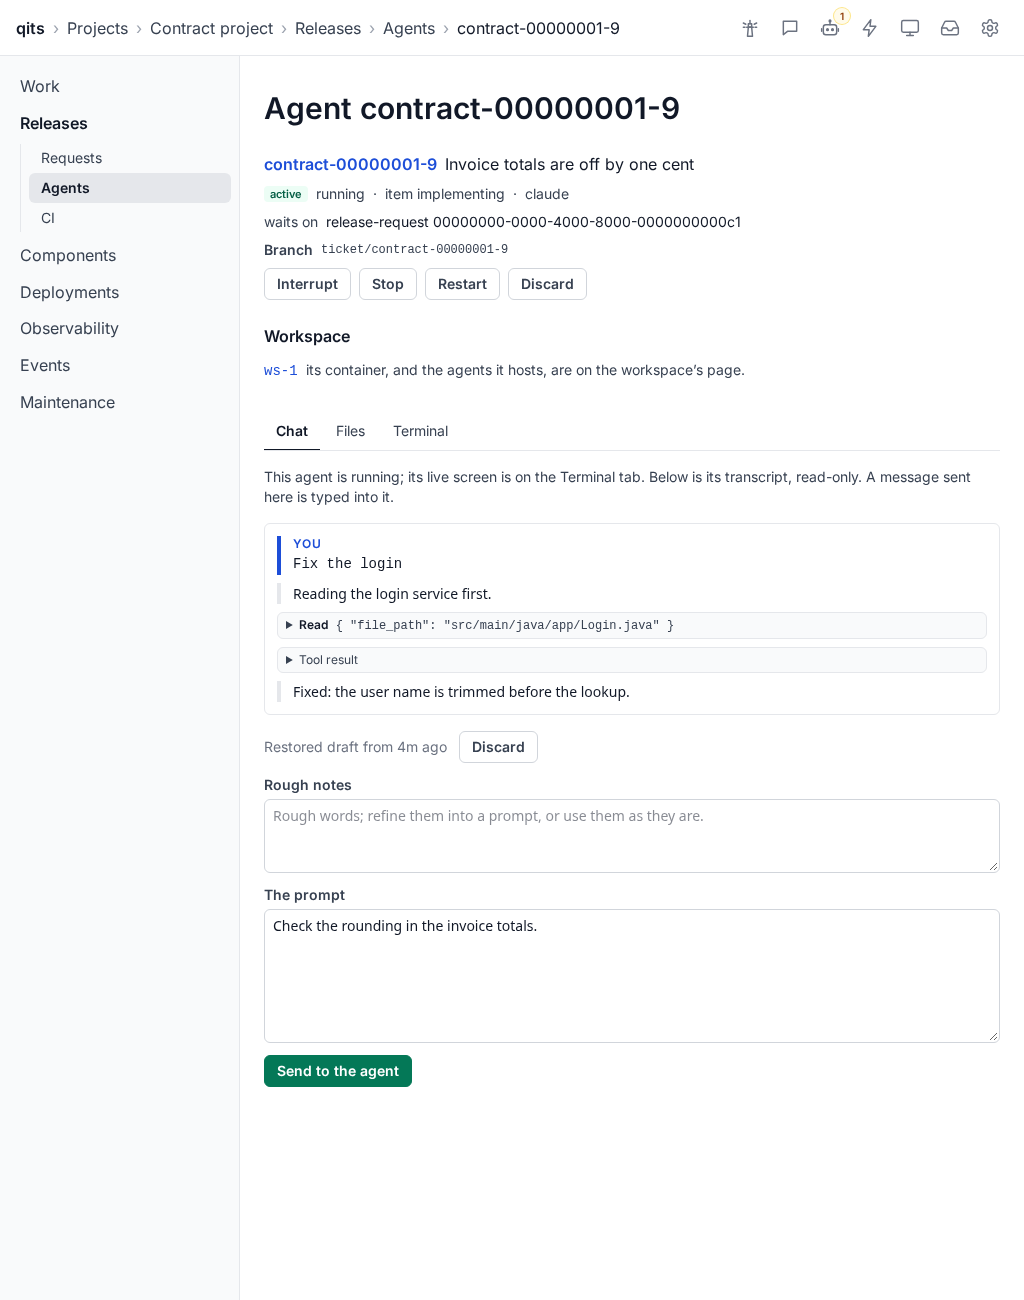 qits › Projects › Contract project › Releases › Agents › contract-00000001-9
1
Work
Releases
Requests
Agents
CI
Components
Deployments
Observability
Events
Maintenance
Agent contract-00000001-9
contract-00000001-9 Invoice totals are off by one cent
active running · item implementing · claude
waits on release-request 00000000-0000-4000-8000-0000000000c1
Branch ticket/contract-00000001-9
Interrupt Stop Restart Discard
Workspace
ws-1 its container, and the agents it hosts, are on the workspace’s page.
Chat Files Terminal
This agent is running; its live screen is on the Terminal tab. Below is its transcript, read-only. A message sent
here is typed into it.
YOU
Fix the login
Reading the login service first.
Read { "file_path": "src/main/java/app/Login.java" }
Tool result
Fixed: the user name is trimmed before the lookup.
Restored draft from 4m ago Discard
Rough notes
Rough words; refine them into a prompt, or use them as they are.
The prompt
Check the rounding in the invoice totals.
Send to the agent